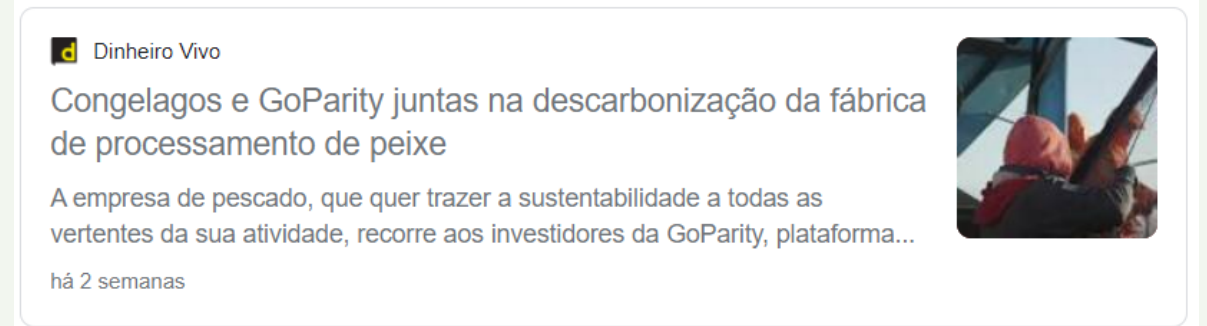 Dinheiro Vivo
Congelagos e GoParity juntas na descarbonização da fábrica
de processamento de peixe
A empresa de pescado, que quer trazer a sustentabilidade a todas as
vertentes da sua atividade, recorre aos investidores da GoParity, plataforma...
há 2 semanas